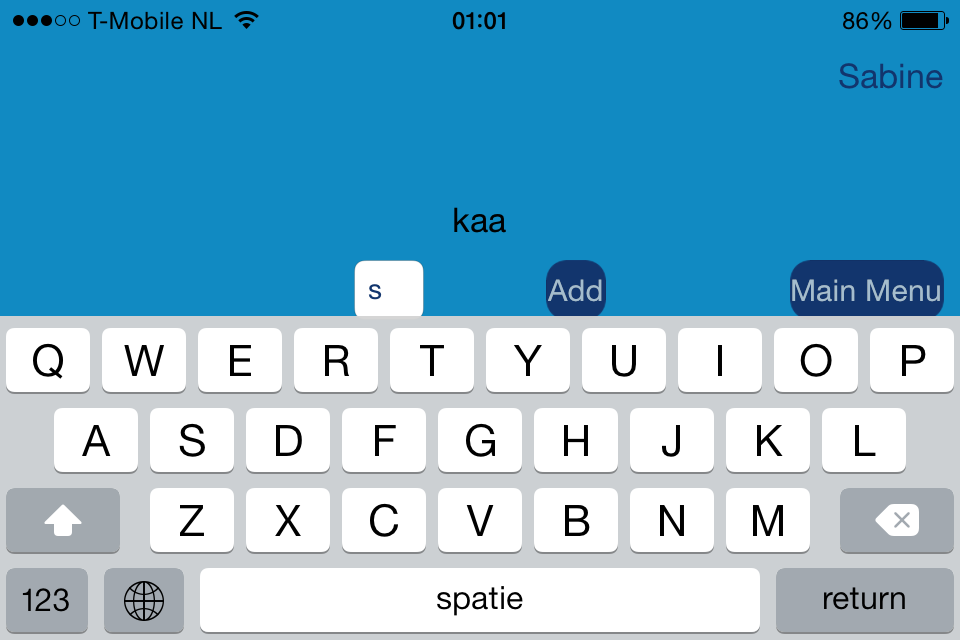 T-Mobile NL 01:01 86%
Sabine
kaa
s Add Main Menu
Q W E R T Y U I O P
A S D F G H J K L
Z X C V B N M
123 spatie return